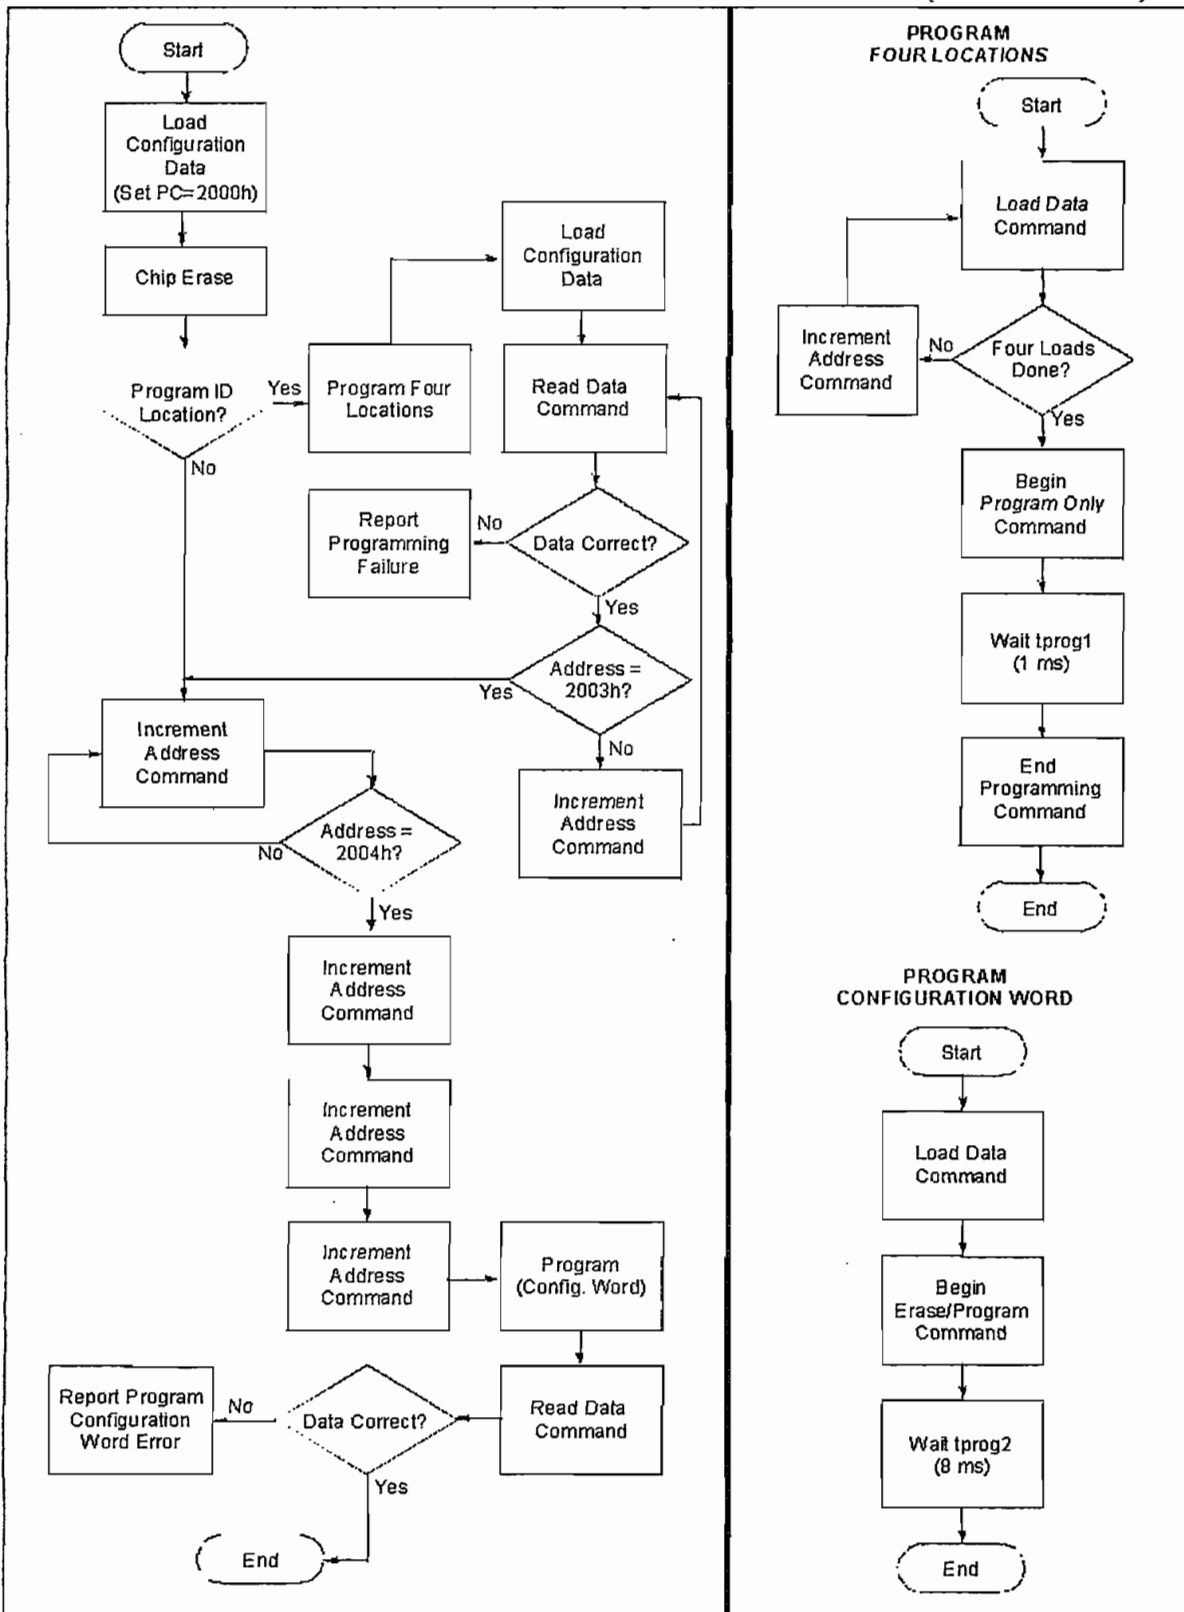 Start
Load
Configuration
Data
(Set PC=2000h)
Chip Erase
Program ID
Location?
Yes
No
Program Four
Locations
Load
Configuration
Data
Read Data
Command
Report
Programming
Failure
No
Data Correct?
Yes
Address =
2003h?
Yes
No
Increment
Address
Command
Increment
Address
Command
Address =
2004h?
No
Yes
Increment
Address
Command
Increment
Address
Command
Increment
Address
Command
Program
(Config. Word)
Read Data
Command
Data Correct?
No
Report Program
Configuration
Word Error
Yes
End
PROGRAM
FOUR LOCATIONS
Start
Load Data
Command
Increment
Address
Command
No
Four Loads
Done?
Yes
Begin
Program Only
Command
Wait tprog1
(1 ms)
End
Programming
Command
End
PROGRAM
CONFIGURATION WORD
Start
Load Data
Command
Begin
Erase/Program
Command
Wait tprog2
(8 ms)
End